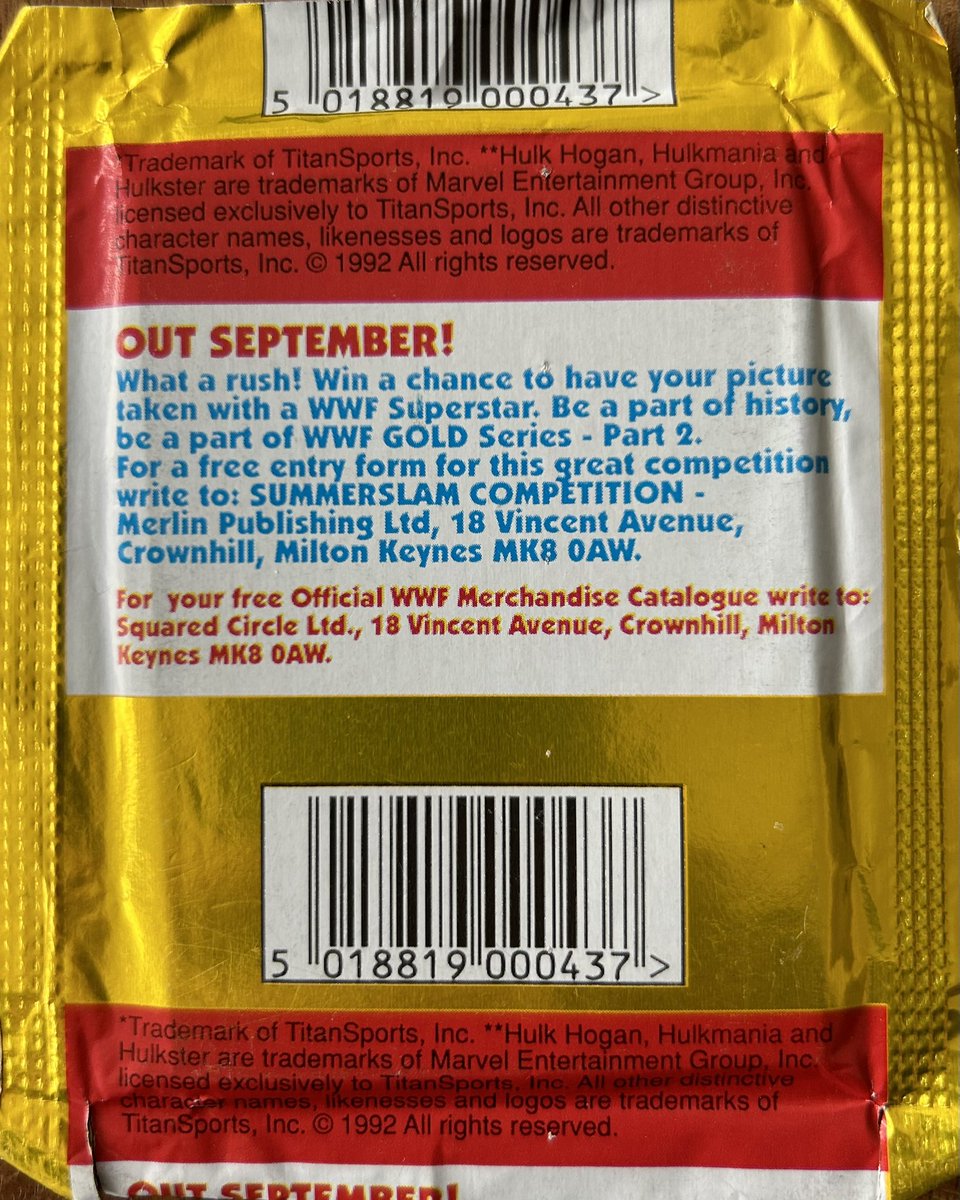 5 018819 000437 >
*Trademark of TitanSports, Inc. **Hulk Hogan, Hulkmania and
Hulkster are trademarks of Marvel Entertainment Group, Inc.
licensed exclusively to TitanSports, Inc. All other distinctive
character names, likenesses and logos are trademarks of
TitanSports, Inc. © 1992 All rights reserved.
OUT SEPTEMBER!
What a rush! Win a chance to have your picture
taken with a WWF Superstar. Be a part of history,
be a part of WWF GOLD Series - Part 2.
For a free entry form for this great competition
write to: SUMMERSLAM COMPETITION -
Merlin Publishing Ltd, 18 Vincent Avenue,
Crownhill, Milton Keynes MK8 0AW.
For your free Official WWF Merchandise Catalogue write to:
Squared Circle Ltd., 18 Vincent Avenue, Crownhill, Milton
Keynes MK8 0AW.
5 018819 000437 >
*Trademark of TitanSports, Inc. **Hulk Hogan, Hulkmania and
Hulkster are trademarks of Marvel Entertainment Group, Inc.
licensed exclusively to TitanSports, Inc. All other distinctive
character names, likenesses and logos are trademarks of
TitanSports, Inc. © 1992 All rights reserved.
OUT SEPTEMBER!